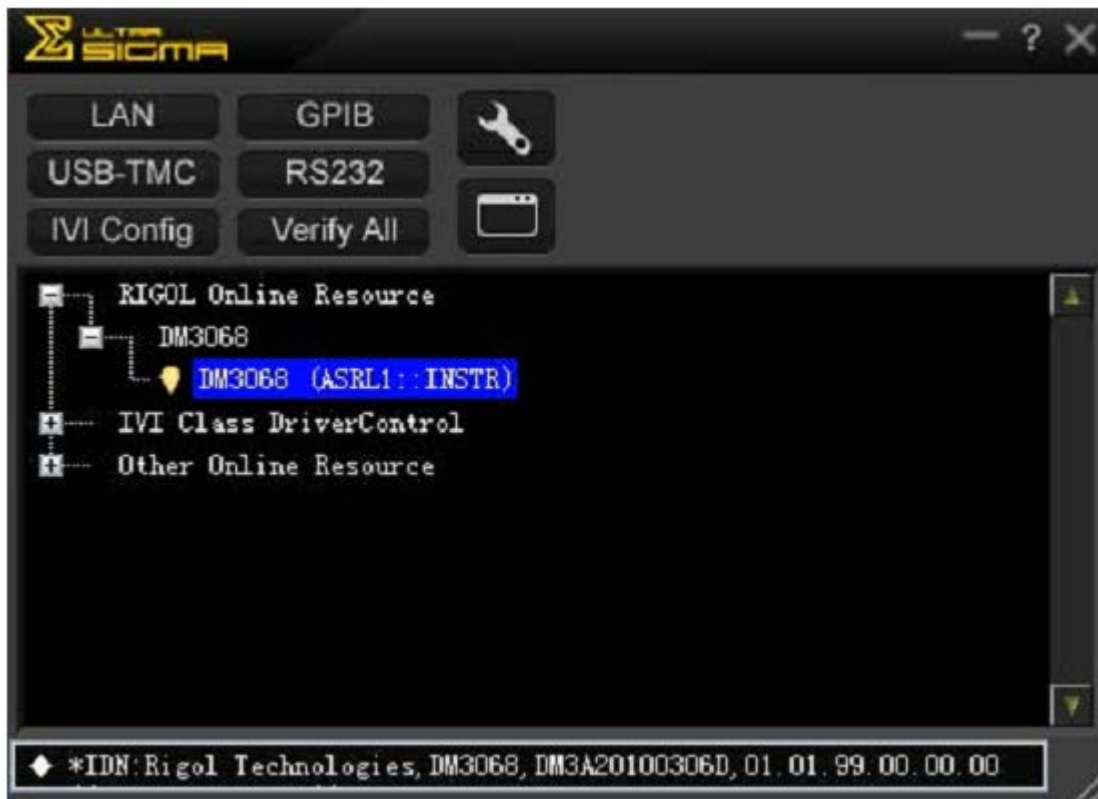 ULTRA
SIGMA
?
LAN GPIB
USB-TMC RS232
IVI Config Verify All
RIGOL Online Resource
DM3068
DM3068 (ASRL1::INSTR)
IVI Class DriverControl
Other Online Resource
*IDN:Rigol Technologies,DM3068,DM3A20100306D,01.01.99.00.00.00